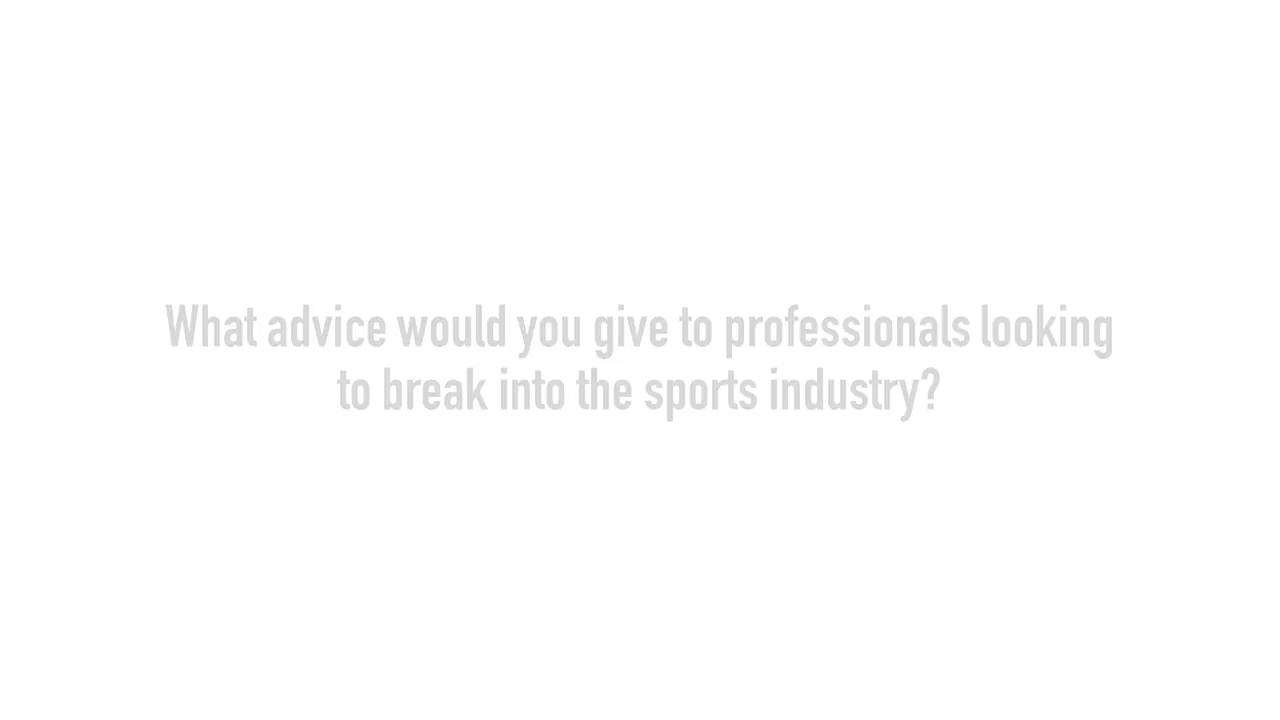 What advice would you give to professionals looking
to break into the sports industry?